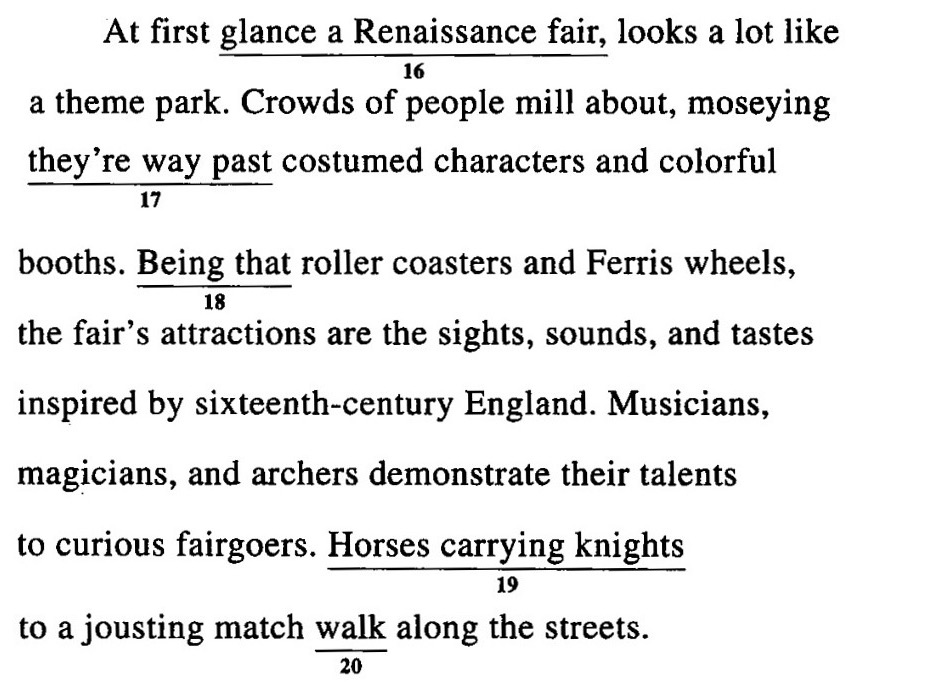 At first glance a Renaissance fair, looks a lot like
16
a theme park. Crowds of people mill about, moseying
they're way past costumed characters and colorful
17
booths. Being that roller coasters and Ferris wheels,
18
the fair's attractions are the sights, sounds, and tastes
inspired by sixteenth-century England. Musicians,
magicians, and archers demonstrate their talents
to curious fairgoers. Horses carrying knights
19
to a jousting match walk along the streets.
20